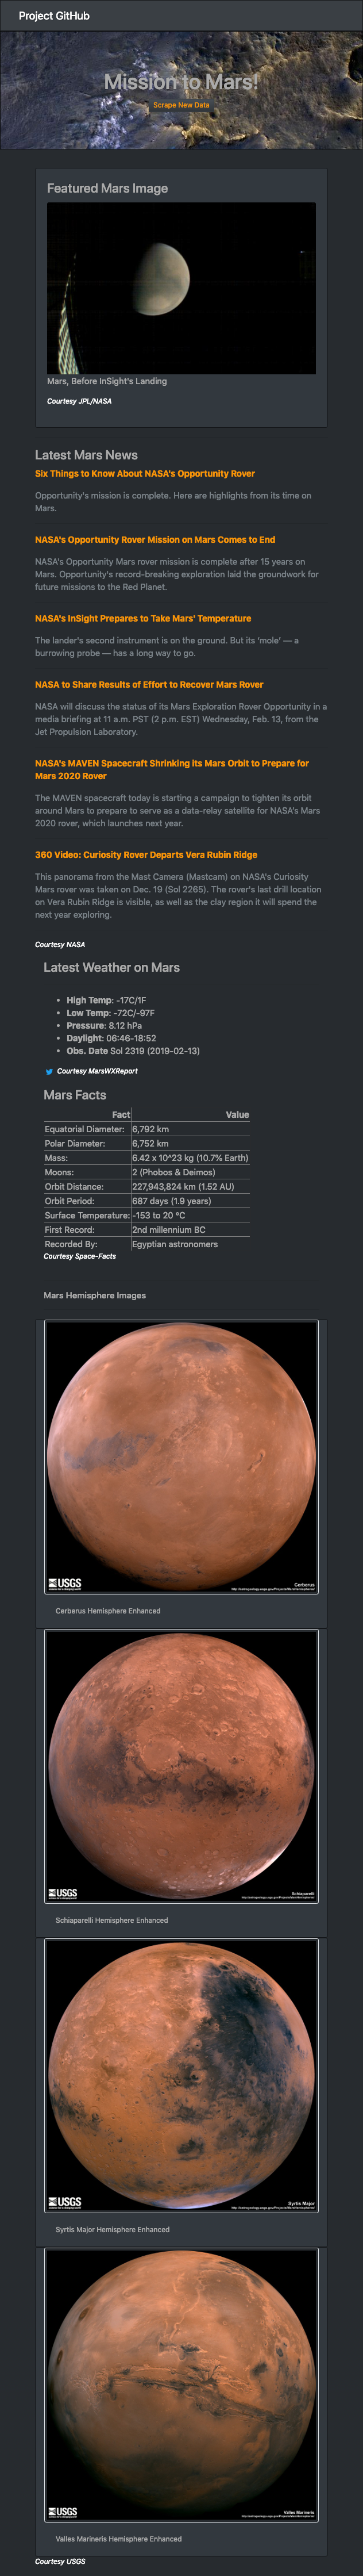 Project GitHub
Mission to Mars!
Scrape New Data
Featured Mars Image
Mars, Before InSight's Landing
Courtesy JPL/NASA
Latest Mars News
Six Things to Know About NASA's Opportunity Rover
Opportunity's mission is complete. Here are highlights from its time on
Mars.
NASA's Opportunity Rover Mission on Mars Comes to End
NASA's Opportunity Mars rover mission is complete after 15 years on
Mars. Opportunity's record-breaking exploration laid the groundwork for
future missions to the Red Planet.
NASA's InSight Prepares to Take Mars' Temperature
The lander's second instrument is on the ground. But its 'mole' — a
burrowing probe — has a long way to go.
NASA to Share Results of Effort to Recover Mars Rover
NASA will discuss the status of its Mars Exploration Rover Opportunity in a
media briefing at 11 a.m. PST (2 p.m. EST) Wednesday, Feb. 13, from the
Jet Propulsion Laboratory.
NASA's MAVEN Spacecraft Shrinking its Mars Orbit to Prepare for
Mars 2020 Rover
The MAVEN spacecraft today is starting a campaign to tighten its orbit
around Mars to prepare to serve as a data-relay satellite for NASA's Mars
2020 rover, which launches next year.
360 Video: Curiosity Rover Departs Vera Rubin Ridge
This panorama from the Mast Camera (Mastcam) on NASA's Curiosity
Mars rover was taken on Dec. 19 (Sol 2265). The rover's last drill location
on Vera Rubin Ridge is visible, as well as the clay region it will spend the
next year exploring.
Courtesy NASA
Latest Weather on Mars
• High Temp: -17C/1F
• Low Temp: -72C/-97F
• Pressure: 8.12 hPa
• Daylight: 06:46-18:52
• Obs. Date Sol 2319 (2019-02-13)
Courtesy MarsWXReport
Mars Facts
Fact Value
Equatorial Diameter: 6,792 km
Polar Diameter: 6,752 km
Mass: 6.42 x 10^23 kg (10.7% Earth)
Moons: 2 (Phobos & Deimos)
Orbit Distance: 227,943,824 km (1.52 AU)
Orbit Period: 687 days (1.9 years)
Surface Temperature: -153 to 20 °C
First Record: 2nd millennium BC
Recorded By: Egyptian astronomers
Courtesy Space-Facts
Mars Hemisphere Images
USGS
Cerberus
Cerberus Hemisphere Enhanced
USGS
Schiaparelli
Schiaparelli Hemisphere Enhanced
USGS
Syrtis Major
Syrtis Major Hemisphere Enhanced
USGS
Valles Marineris
Valles Marineris Hemisphere Enhanced
Courtesy USGS